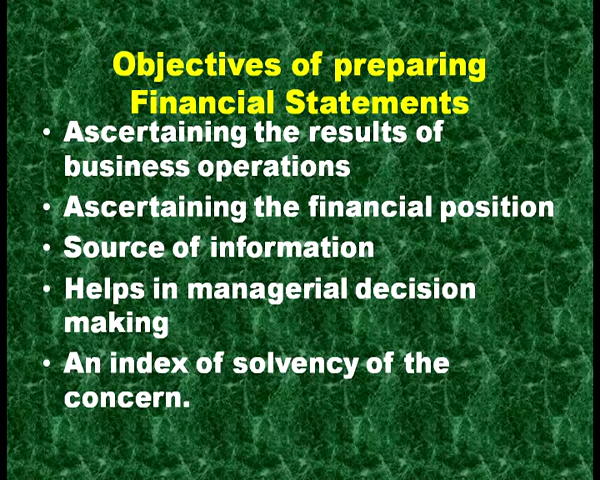 Objectives of preparing
Financial Statements
• Ascertaining the results of
business operations
• Ascertaining the financial position
• Source of information
• Helps in managerial decision
making
• An index of solvency of the
concern.